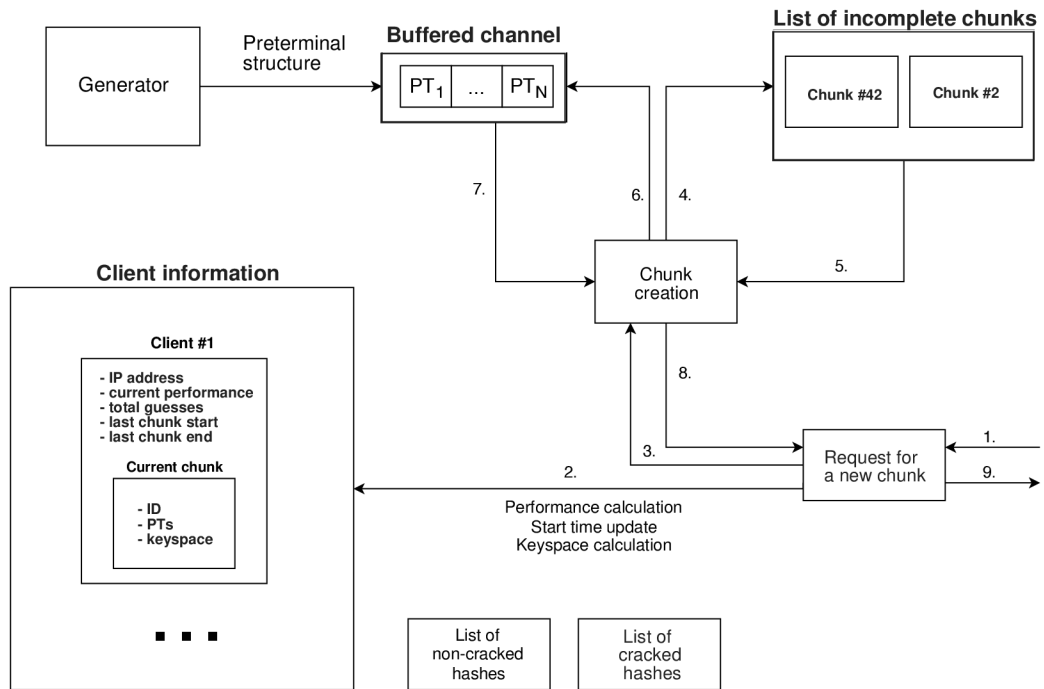 List of incomplete chunks
Buffered channel
Preterminal
structure
Generator
PT1
...
PTN
Chunk #42
Chunk #2
7.
6.
4.
5.
Chunk
creation
Client information
Client #1
- IP address
- current performance
- total guesses
- last chunk start
- last chunk end
Current chunk
- ID
- PTs
- keyspace
8.
3.
1.
Request for
a new chunk
2.
9.
Performance calculation
Start time update
Keyspace calculation
List of
non-cracked
hashes
List of
cracked
hashes